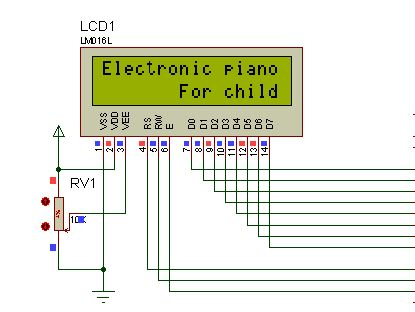 LCD1
LM016L
Electronic piano
For child
VSS VDD VEE RS RW E D0 D1 D2 D3 D4 D5 D6 D7
1 2 3 4 5 6 7 8 9 10 11 12 13 14
RV1
10K